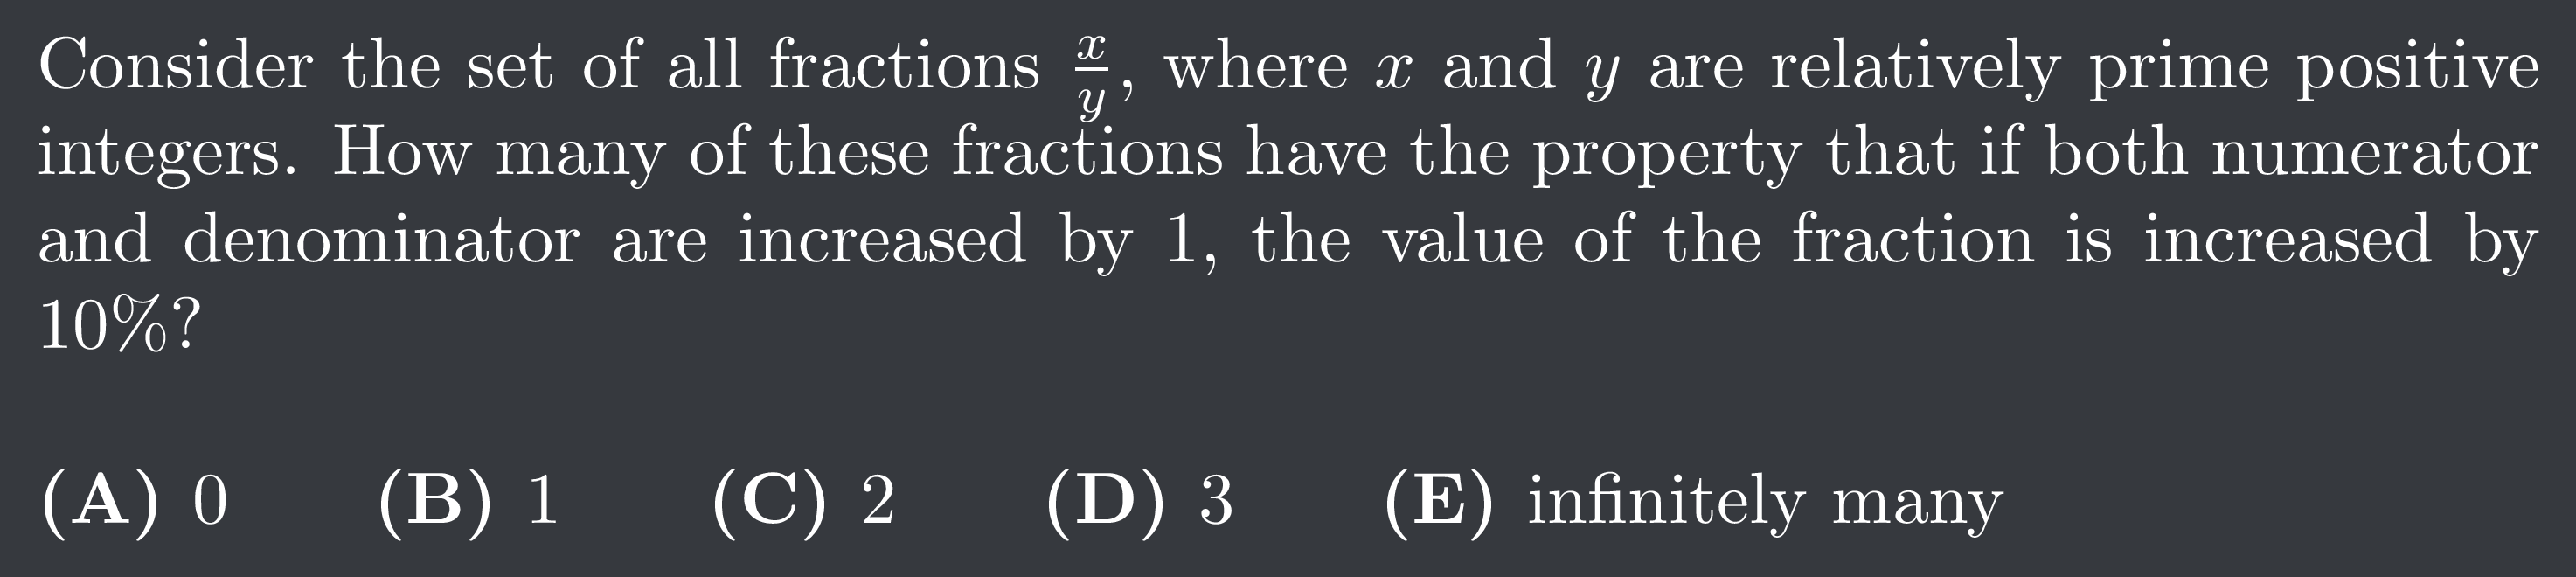 Consider the set of all fractions $\frac{x}{y}$, where $x$ and $y$ are relatively prime positive
integers. How many of these fractions have the property that if both numerator
and denominator are increased by 1, the value of the fraction is increased by
10%?
(A) 0 (B) 1 (C) 2 (D) 3 (E) infinitely many